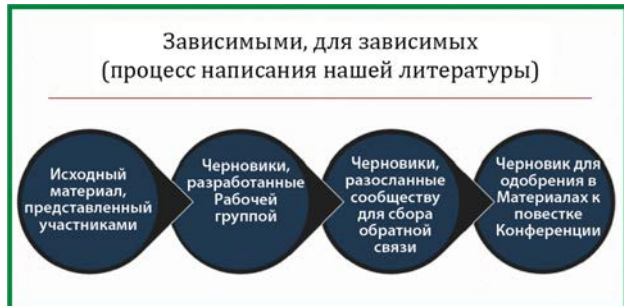 Зависимыми, для зависимых
(процесс написания нашей литературы)
Исходный
материал,
представленный
участниками
Черновики,
разработанные
Рабочей
группой
Черновики,
разосланные
сообществу
для сбора
обратной
связи
Черновик для
одобрения в
Материалах к
повестке
Конференции